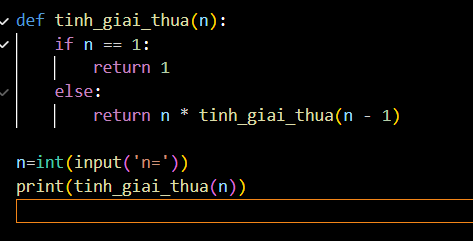 def tinh_giai_thua(n):
    if n == 1:
        return 1
    else:
        return n * tinh_giai_thua(n - 1)
n=int(input('n='))
print(tinh_giai_thua(n))